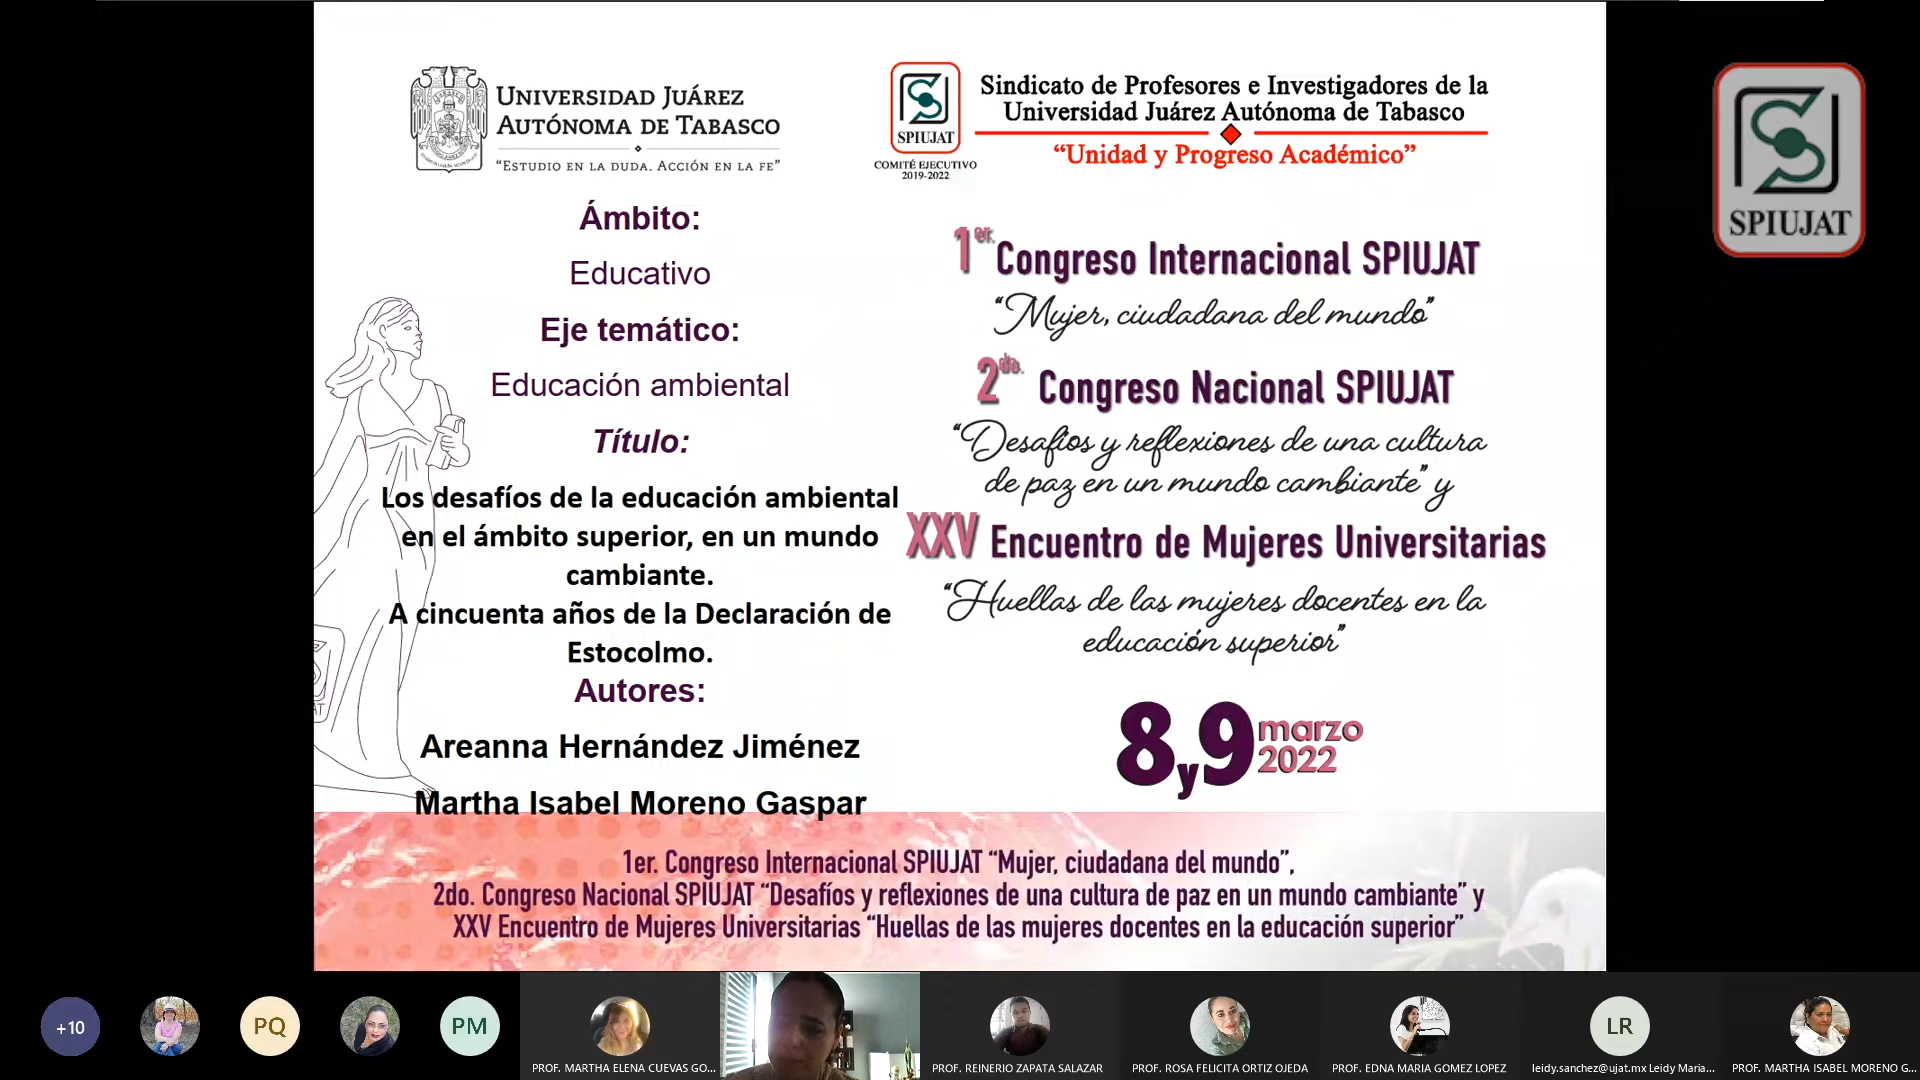 UNIVERSIDAD JUÁREZ
AUTÓNOMA DE TABASCO
“ESTUDIO EN LA DUDA. ACCIÓN EN LA FE”
SPIUJAT
COMITÉ EJECUTIVO
2019-2022
Sindicato de Profesores e Investigadores de la
Universidad Juárez Autónoma de Tabasco
“Unidad y Progreso Académico”
SPIUJAT
Ámbito:
Educativo
Eje temático:
Educación ambiental
Título:
Los desafíos de la educación ambiental
en el ámbito superior, en un mundo
cambiante.
A cincuenta años de la Declaración de
Estocolmo.
Autores:
Areanna Hernández Jiménez
Martha Isabel Moreno Gaspar
1er. Congreso Internacional SPIUJAT
“Mujer, ciudadana del mundo”
2do. Congreso Nacional SPIUJAT
“Desafíos y reflexiones de una cultura
de paz en un mundo cambiante” y
XXV Encuentro de Mujeres Universitarias
“Huellas de las mujeres docentes en la
educación superior”
8 y 9 marzo
2022
1er. Congreso Internacional SPIUJAT “Mujer, ciudadana del mundo”,
2do. Congreso Nacional SPIUJAT “Desafíos y reflexiones de una cultura de paz en un mundo cambiante” y
XXV Encuentro de Mujeres Universitarias “Huellas de las mujeres docentes en la educación superior”
+10
PQ
PM
PROF. MARTHA ELENA CUEVAS GO...
PROF. REINERIO ZAPATA SALAZAR
PROF. ROSA FELICITA ORTIZ OJEDA
PROF. EDNA MARIA GOMEZ LOPEZ
LR
leidy.sanchez@ujat.mx Leidy Maria...
PROF. MARTHA ISABEL MORENO G...